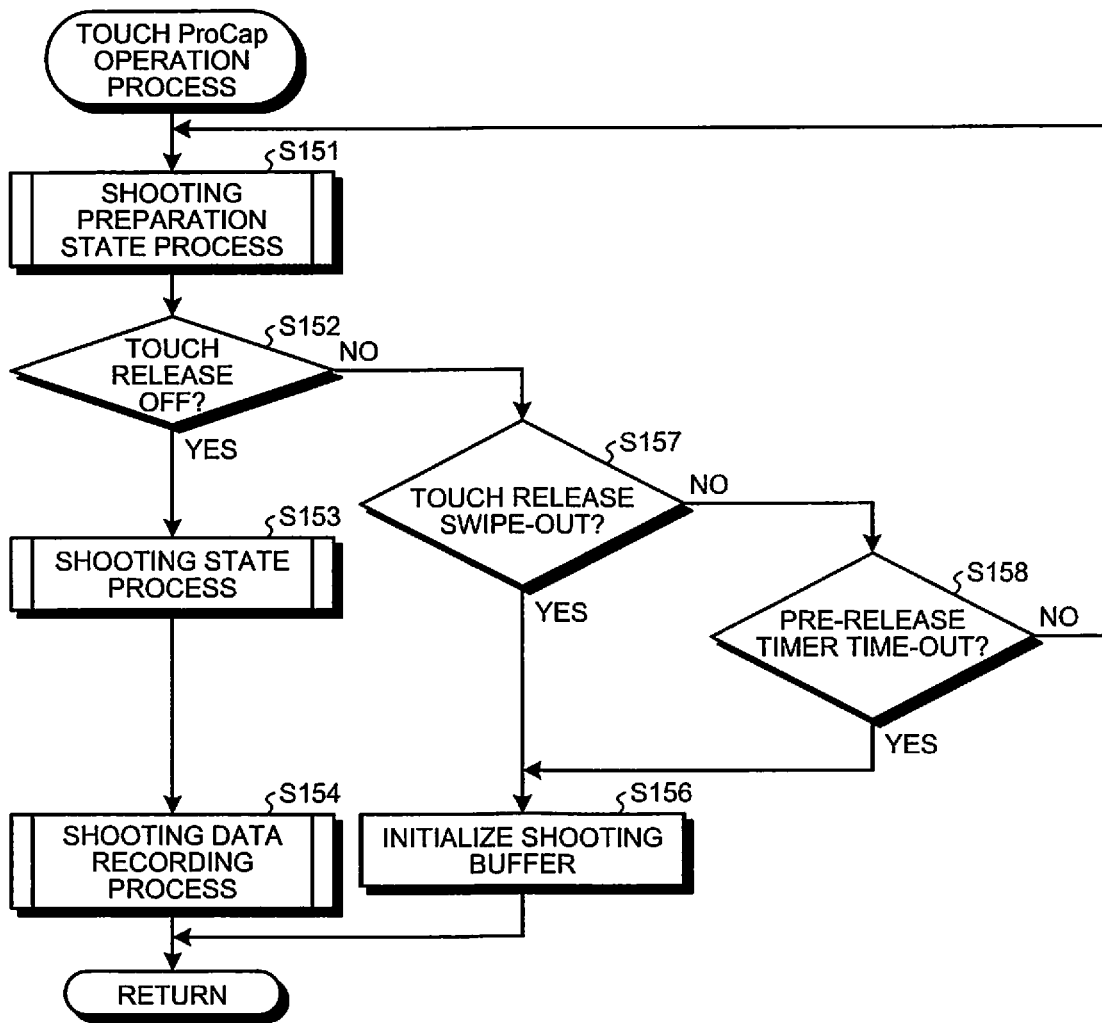 TOUCH ProCap
OPERATION
PROCESS
S151
SHOOTING
PREPARATION
STATE PROCESS
S152
TOUCH
RELEASE
OFF?
NO
YES
S157
TOUCH RELEASE
SWIPE-OUT?
NO
YES
S158
PRE-RELEASE
TIMER TIME-OUT?
NO
YES
S153
SHOOTING STATE
PROCESS
S154
SHOOTING DATA
RECORDING
PROCESS
S156
INITIALIZE SHOOTING
BUFFER
RETURN